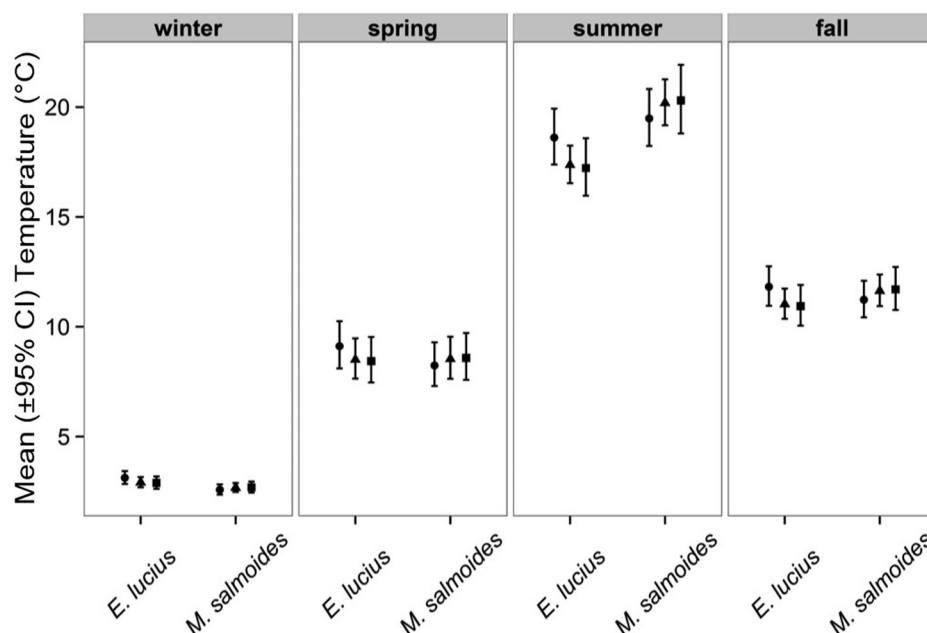 winter spring summer fall
Mean (±95% CI) Temperature (°C)
20
15
10
5
E. lucius M. salmoides E. lucius M. salmoides E. lucius M. salmoides E. lucius M. salmoides